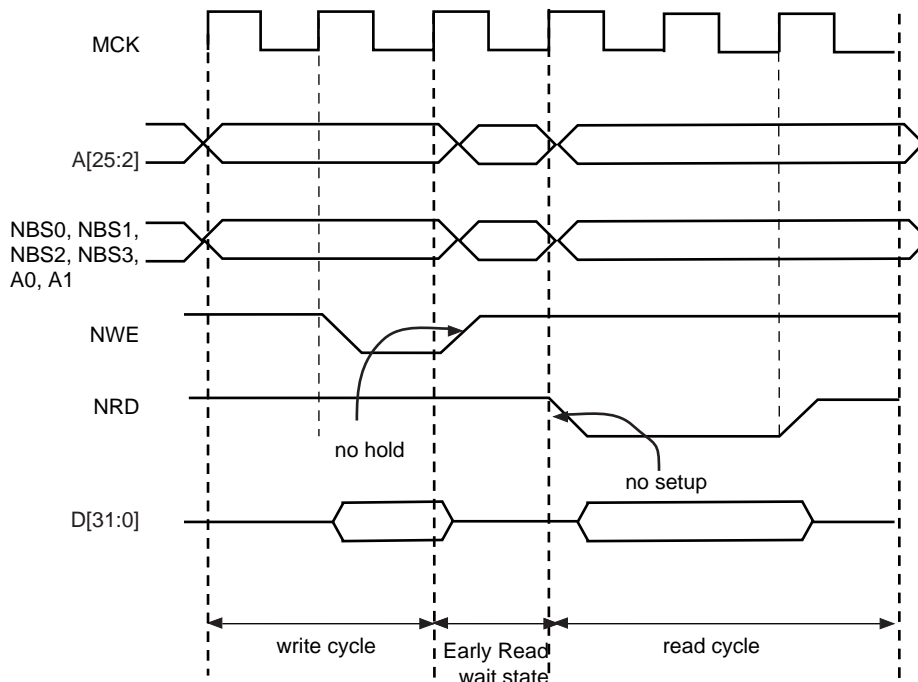 MCK
A[25:2]
NBS0, NBS1,
NBS2, NBS3,
A0, A1
NWE
NRD
no hold
no setup
D[31:0]
write cycle
Early Read
wait state
read cycle